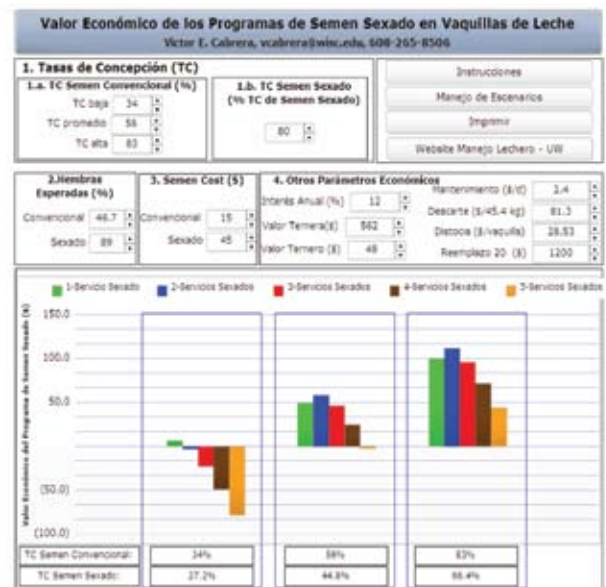 Valor Económico de los Programas de Semen Sexado en Vaquillas de Leche
Victor E. Cabrera, vcabrera@wisc.edu, 608-265-8506
1. Tasas de Concepción (TC)
1.a. TC Semen Convencional (%)
TC baja 34
TC promedio 56
TC alta 83
1.b. TC Semen Sexado
(% TC de Semen Sexado)
80
Instrucciones
Manejo de Escenarios
Imprimir
Website Manejo Lechero - UW
2.Hembras
Esperadas (%)
Convencional 46.7
Sexado 89
3. Semen Cost ($)
Convencional 15
Sexado 45
4. Otros Parámetros Económicos
Interés Anual (%) 12
Valor Ternera($) 562
Valor Ternero ($) 48
Mantenimiento ($/d) 2.4
Descarte ($/45.4 kg) 81.3
Distocia ($/vaquilla) 28.53
Reemplazo 20 ($) 1200
1-Servicio Sexado 2-Servicios Sexados 3-Servicios Sexados 4-Servicios Sexados 5-Servicios Sexados
Valor Económico del Programa de Semen Sexado ($)
150.0
100.0
50.0
(50.0)
(100.0)
TC Semen Convencional: 34% 56% 83%
TC Semen Sexado: 27.2% 44.8% 66.4%